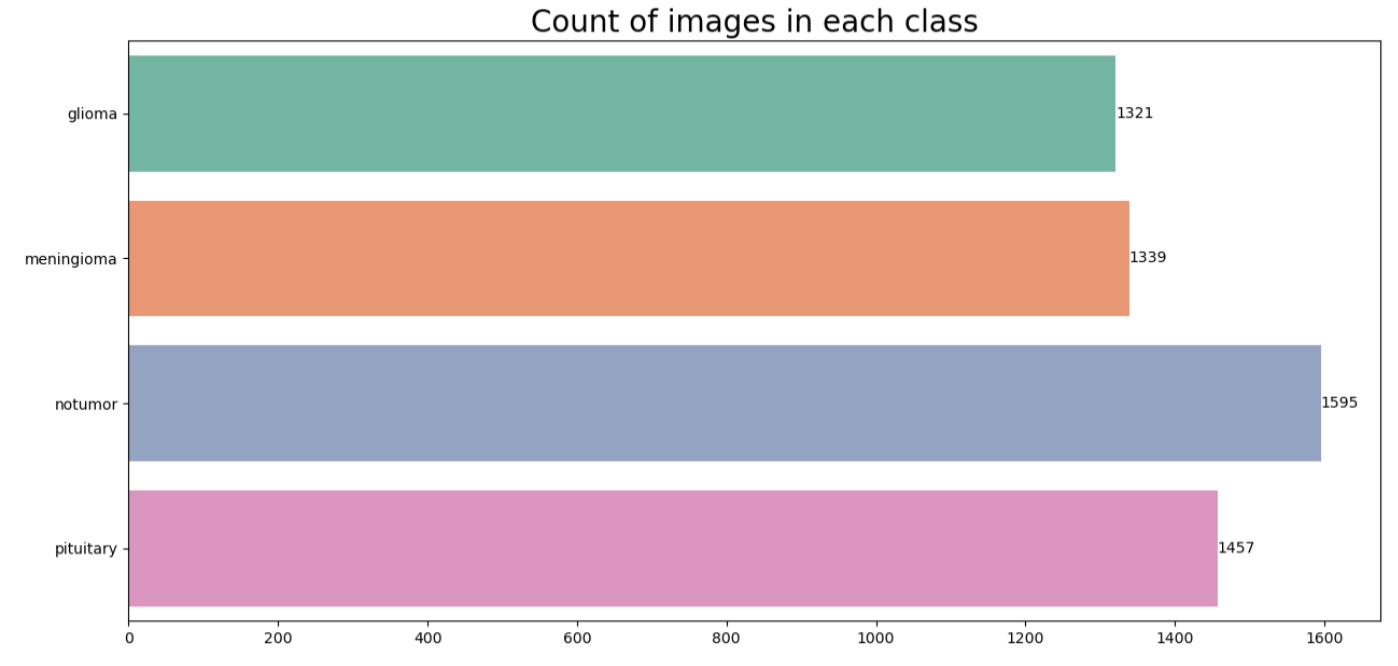 Count of images in each class
glioma
1321
meningioma
1339
notumor
1595
pituitary
1457
0 200 400 600 800 1000 1200 1400 1600